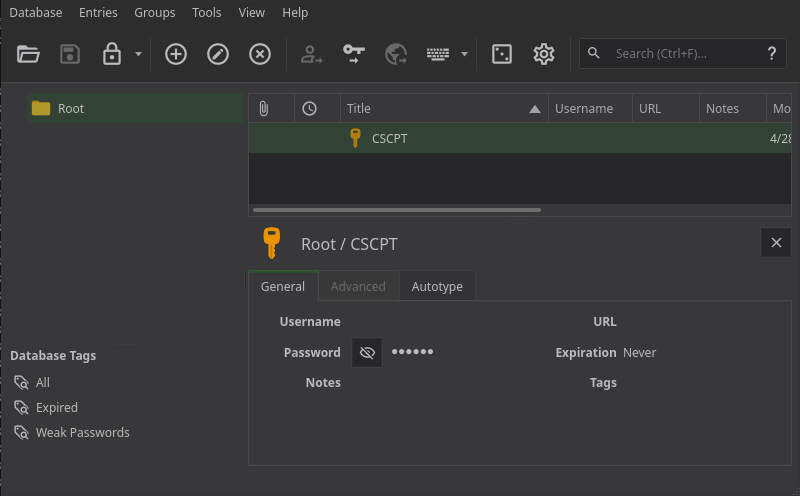 Database Entries Groups Tools View Help
Search (Ctrl+F)... ?
Root
Title Username URL Notes Mo
CSCPT 4/28
Root / CSCPT
General Advanced Autotype
Username URL
Password •••••• Expiration Never
Notes Tags
Database Tags
All
Expired
Weak Passwords